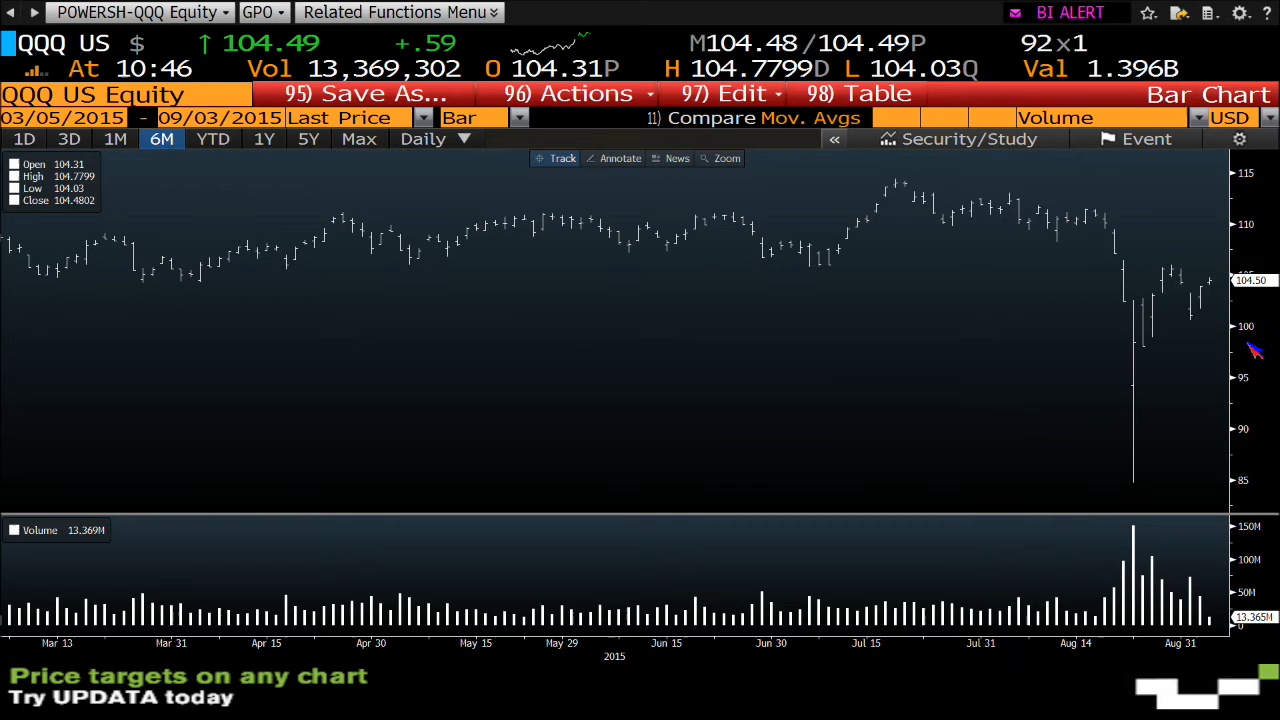 POWERSH-QQQ Equity GPO Related Functions Menu BI ALERT ?
QQQ US $ ↑ 104.49 +.59 M104.48/104.49P 92x1
At 10:46 Vol 13,369,302 O 104.31P H 104.7799D L 104.03Q Val 1.396B
QQQ US Equity 95) Save As... 96) Actions 97) Edit 98) Table Bar Chart
03/05/2015 - 09/03/2015 Last Price Bar 11) Compare Mov. Avgs Volume USD
1D 3D 1M 6M YTD 1Y 5Y Max Daily « Security/Study Event
Track Annotate News Zoom
Open 104.31
High 104.7799
Low 104.03
Close 104.4802
115
110
104.50
100
95
90
85
Volume 13.369M
150M
100M
50M
13.365M
0
Mar 13 Mar 31 Apr 15 Apr 30 May 15 May 29 Jun 15 Jun 30 Jul 15 Jul 31 Aug 14 Aug 31
2015
Price targets on any chart
Try UPDATA today